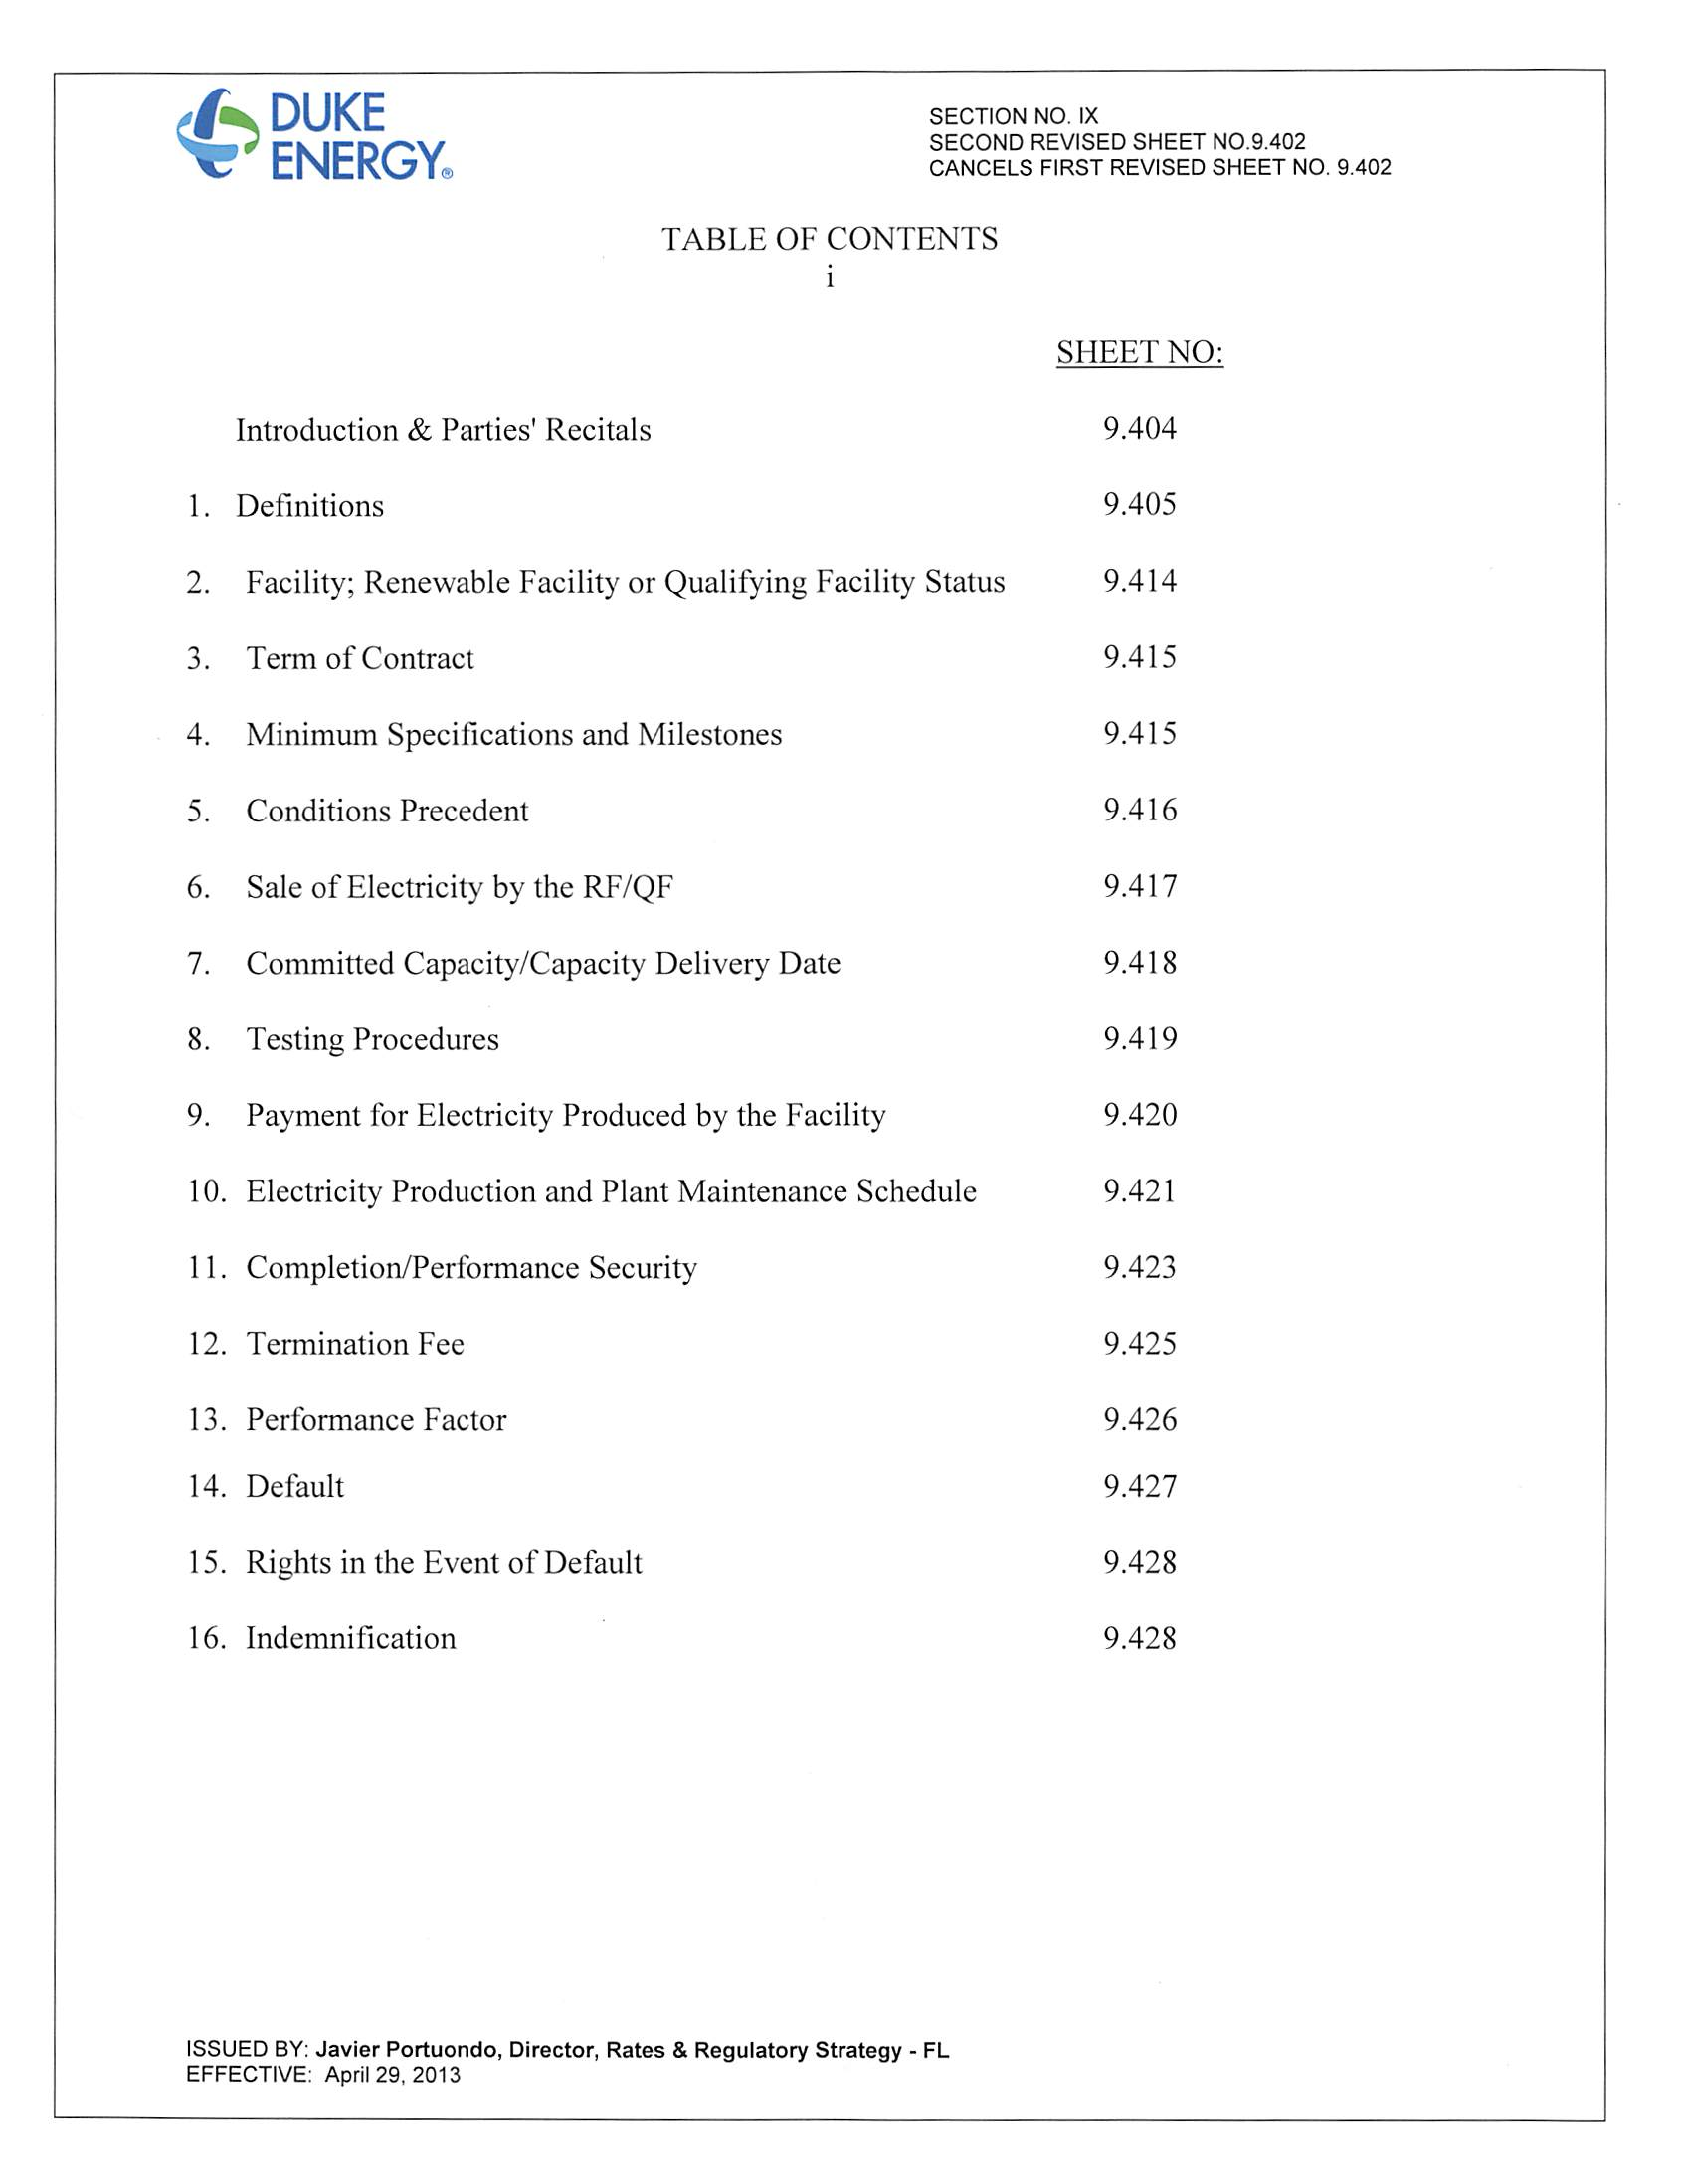 DUKE
ENERGY®
SECTION NO. IX
SECOND REVISED SHEET NO.9.402
CANCELS FIRST REVISED SHEET NO. 9.402
TABLE OF CONTENTS
i
SHEET NO:
Introduction & Parties' Recitals 9.404
1. Definitions 9.405
2. Facility; Renewable Facility or Qualifying Facility Status 9.414
3. Term of Contract 9.415
4. Minimum Specifications and Milestones 9.415
5. Conditions Precedent 9.416
6. Sale of Electricity by the RF/QF 9.417
7. Committed Capacity/Capacity Delivery Date 9.418
8. Testing Procedures 9.419
9. Payment for Electricity Produced by the Facility 9.420
10. Electricity Production and Plant Maintenance Schedule 9.421
11. Completion/Performance Security 9.423
12. Termination Fee 9.425
13. Performance Factor 9.426
14. Default 9.427
15. Rights in the Event of Default 9.428
16. Indemnification 9.428
ISSUED BY: Javier Portuondo, Director, Rates & Regulatory Strategy - FL
EFFECTIVE: April 29, 2013